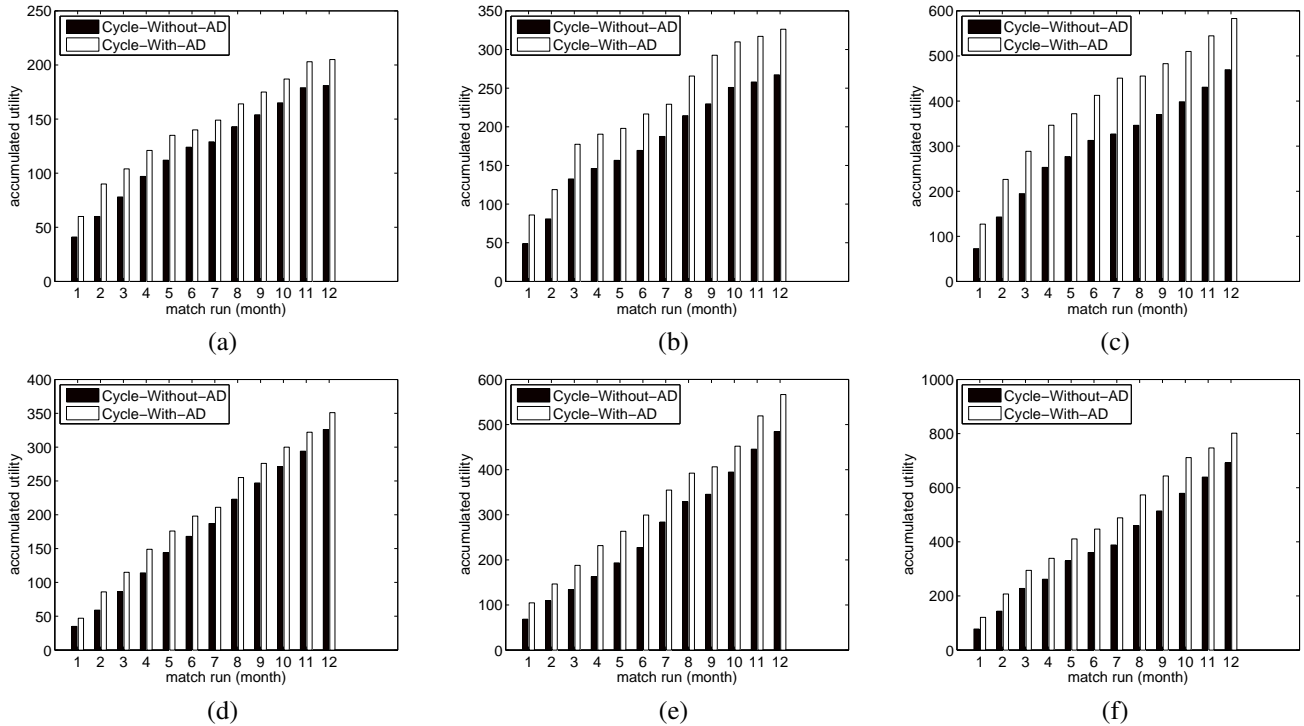 250
200
150
100
50
0
accumulated utility
Cycle-Without-AD
Cycle-With-AD
1 2 3 4 5 6 7 8 9 10 11 12
match run (month)
(a)
350
300
250
200
150
100
50
0
accumulated utility
Cycle-Without-AD
Cycle-With-AD
1 2 3 4 5 6 7 8 9 10 11 12
match run (month)
(b)
600
500
400
300
200
100
0
accumulated utility
Cycle-Without-AD
Cycle-With-AD
1 2 3 4 5 6 7 8 9 10 11 12
match run (month)
(c)
400
350
300
250
200
150
100
50
0
accumulated utility
Cycle-Without-AD
Cycle-With-AD
1 2 3 4 5 6 7 8 9 10 11 12
match run (month)
(d)
600
500
400
300
200
100
0
accumulated utility
Cycle-Without-AD
Cycle-With-AD
1 2 3 4 5 6 7 8 9 10 11 12
match run (month)
(e)
1000
800
600
400
200
0
accumulated utility
Cycle-Without-AD
Cycle-With-AD
1 2 3 4 5 6 7 8 9 10 11 12
match run (month)
(f)